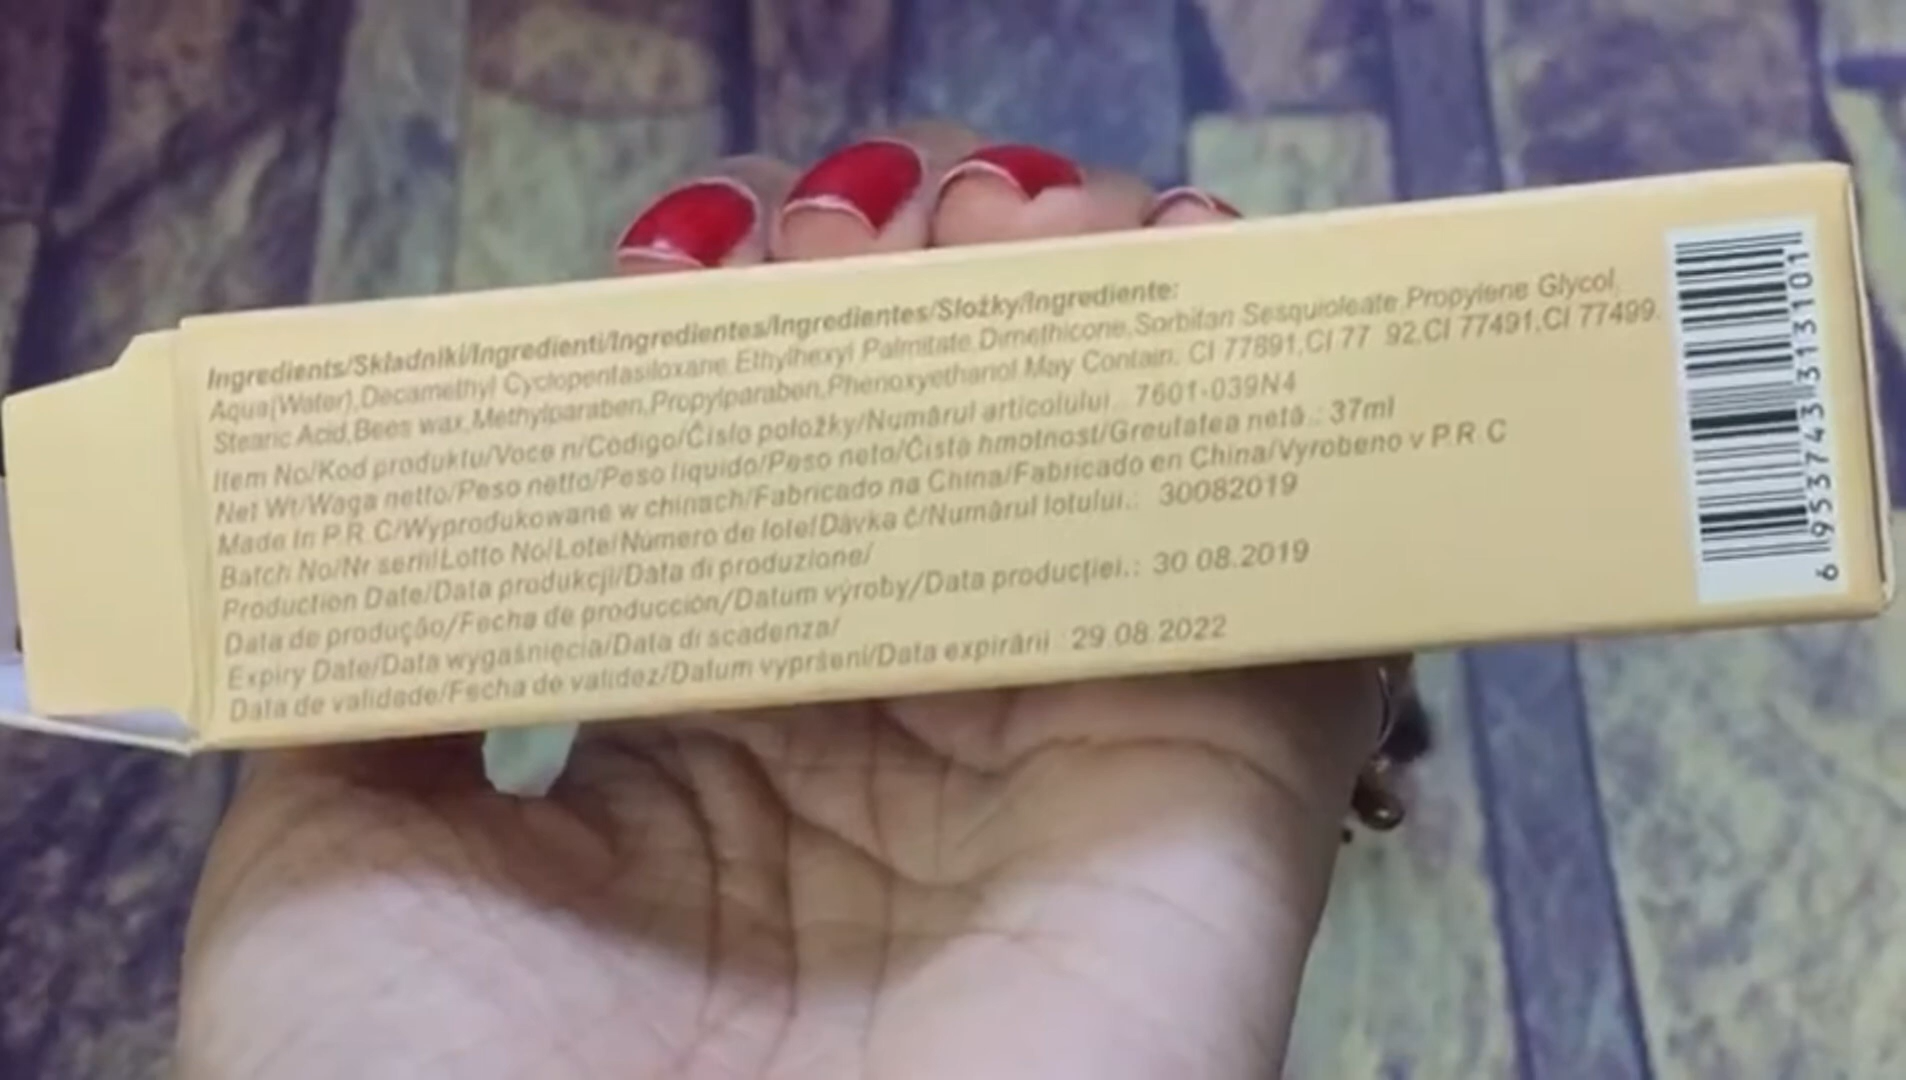 Ingredients/Składniki/Ingredienti/Ingredientes/Ingredientes/Složky/Ingrediente:
Aqua(Water),Decamethyl Cyclopentasiloxane,Ethylhexyl Palmitate,Dimethicone,Sorbitan Sesquioleate,Propylene Glycol,
Stearic Acid,Bees wax,Methylparaben,Propylparaben,Phenoxyethanol.May Contain: CI 77891,CI 77 92,CI 77491,CI 77499.
Item No/Kod produktu/Voce n/Código/Číslo položky/Numărul articolului.: 7601-039N4
Net Wt/Waga netto/Peso netto/Peso líquido/Peso neto/Čistá hmotnost/Greutatea netă.: 37ml
Made In P.R.C/Wyprodukowane w chinach/Fabricado na China/Fabricado en China/Vyrobeno v P.R.C
Batch No/Nr serii/Lotto No/Lote/Número de lote/Dávka č/Numărul lotului.: 30082019
Production Date/Data produkcji/Data di produzione/
Data de produção/Fecha de producción/Datum výroby/Data producției.: 30.08.2019
Expiry Date/Data wygaśnięcia/Data di scadenza/
Data de validade/Fecha de validez/Datum vypršení/Data expirării : 29.08.2022
6 953743 313101